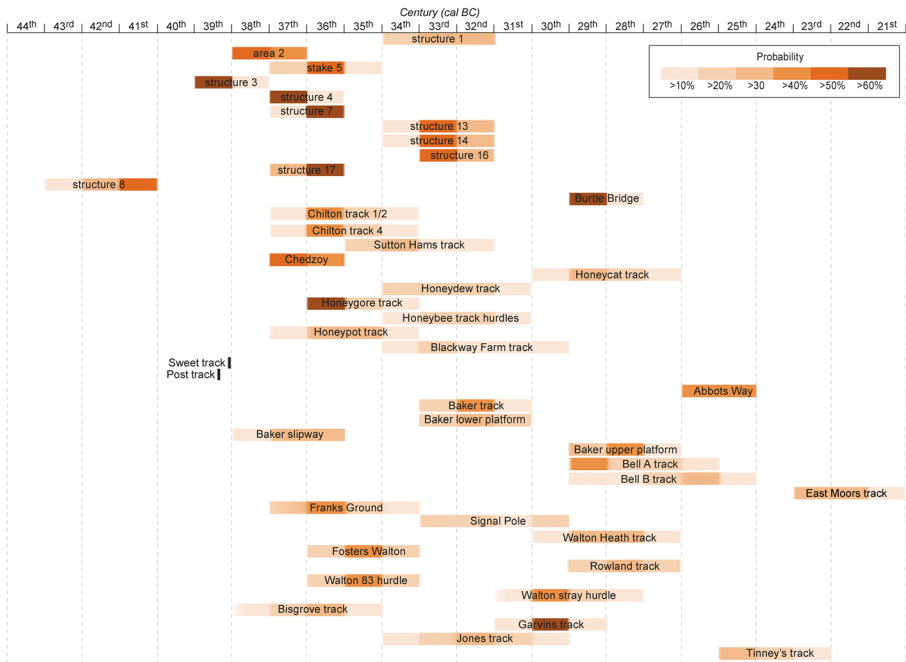 Century (cal BC)
44th 43rd 42nd 41st 40th 39th 38th 37th 36th 35th 34th 33rd 32nd 31st 30th 29th 28th 27th 26th 25th 24th 23rd 22nd 21st
structure 1
area 2
Probability
stake 5
>10% >20% >30 >40% >50% >60%
structure 3
structure 4
structure 7
structure 13
structure 14
structure 16
structure 17
structure 8
Burtle Bridge
Chilton track 1/2
Chilton track 4
Sutton Hams track
Chedzoy
Honeycat track
Honeydew track
Honeygore track
Honeybee track hurdles
Honeypot track
Blackway Farm track
Sweet track
Post track
Abbots Way
Baker track
Baker lower platform
Baker slipway
Baker upper platform
Bell A track
Bell B track
East Moors track
Franks Ground
Signal Pole
Walton Heath track
Fosters Walton
Rowland track
Walton 83 hurdle
Walton stray hurdle
Bisgrove track
Garvins track
Jones track
Tinney's track